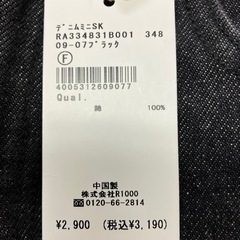 ﾃﾞﾆﾑﾐﾆSK
RA334831B001 348
09-07ﾌﾞﾗｯｸ
F
4005312609077
Qual.
綿 100%
中国製
株式会社R1000
☎0120-66-2814
¥2,900 (税込¥3,190)